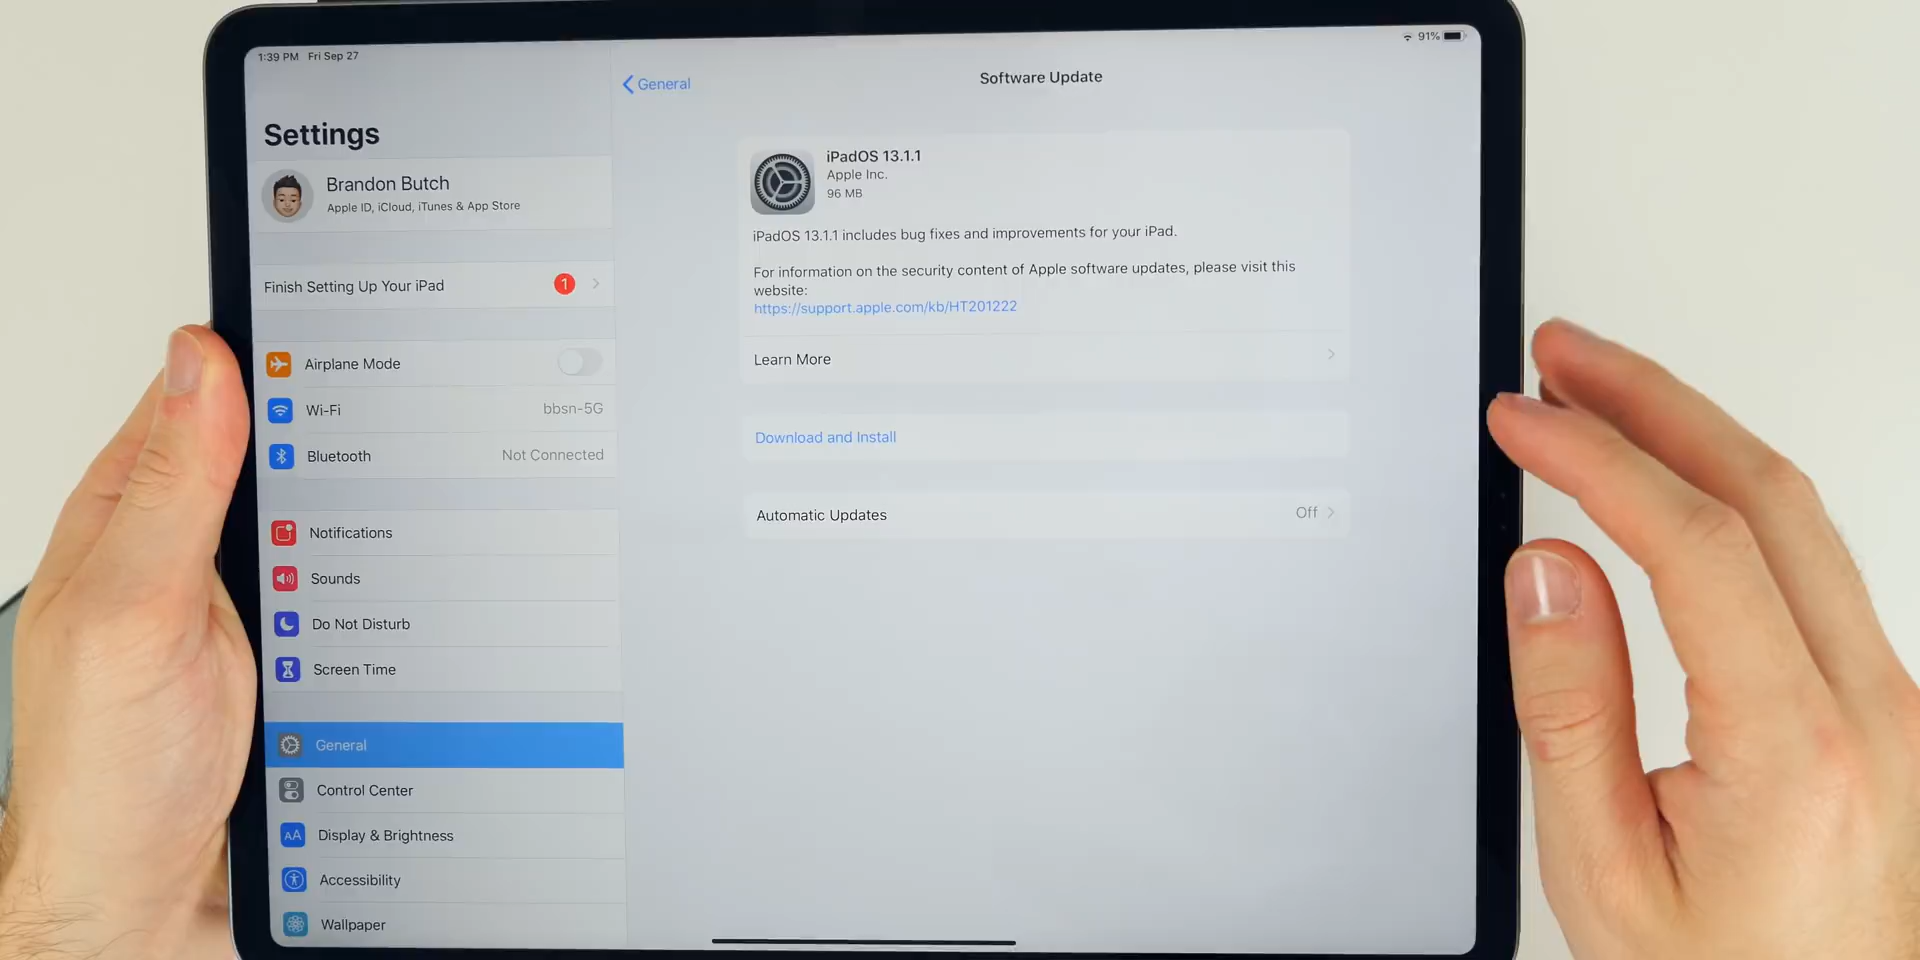 1:39 PM Fri Sep 27
91%
Settings
Brandon Butch
Apple ID, iCloud, iTunes & App Store
Finish Setting Up Your iPad 1
Airplane Mode
Wi-Fi bbsn-5G
Bluetooth Not Connected
Notifications
Sounds
Do Not Disturb
Screen Time
General
Control Center
AA Display & Brightness
Accessibility
Wallpaper
General
Software Update
iPadOS 13.1.1
Apple Inc.
96 MB
iPadOS 13.1.1 includes bug fixes and improvements for your iPad.
For information on the security content of Apple software updates, please visit this
website:
https://support.apple.com/kb/HT201222
Learn More
Download and Install
Automatic Updates Off